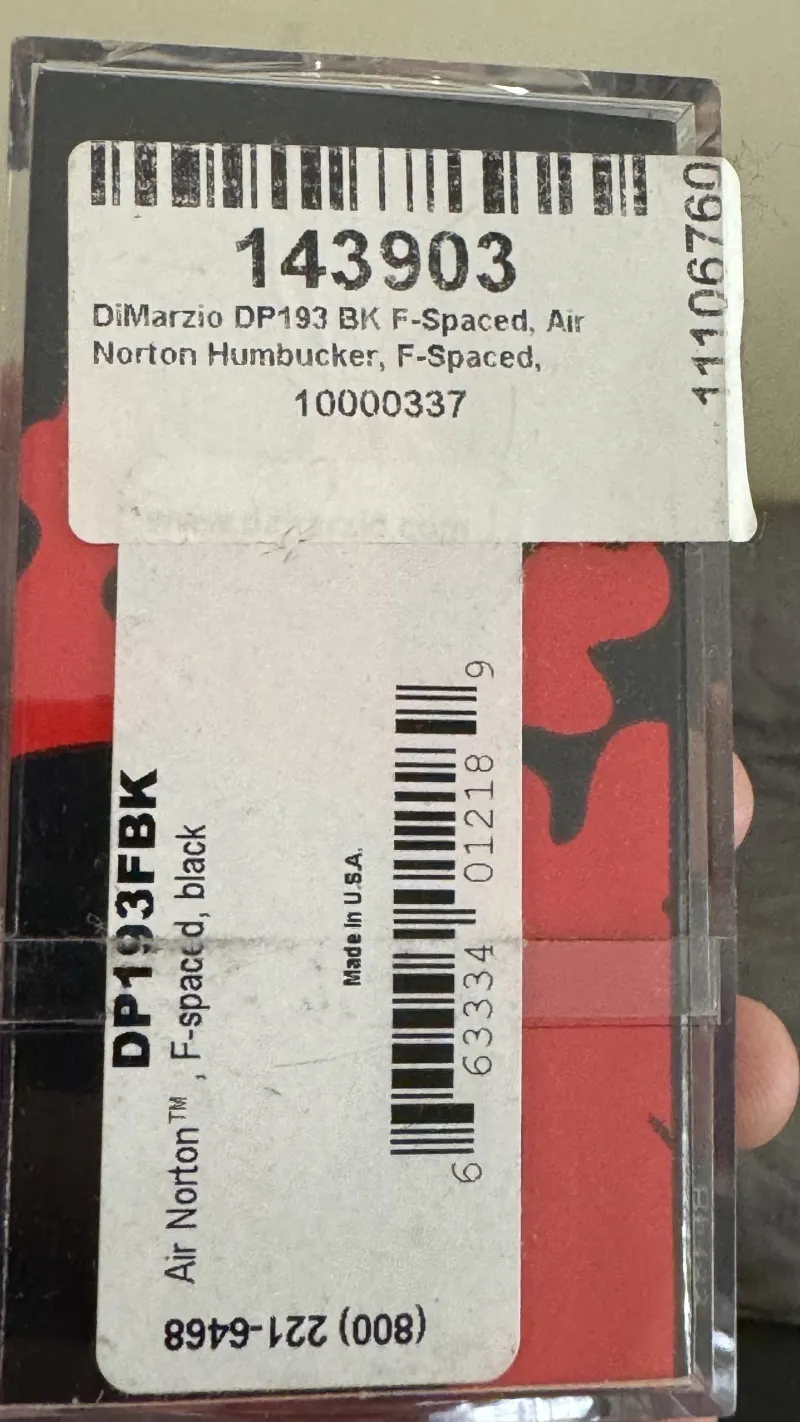 143903
DiMarzio DP193 BK F-Spaced, Air
Norton Humbucker, F-Spaced,
10000337
11106760
DP193FBK
Air Norton™ , F-spaced, black
Made in U.S.A.
6 63334 01218 9
(800) 221-6468